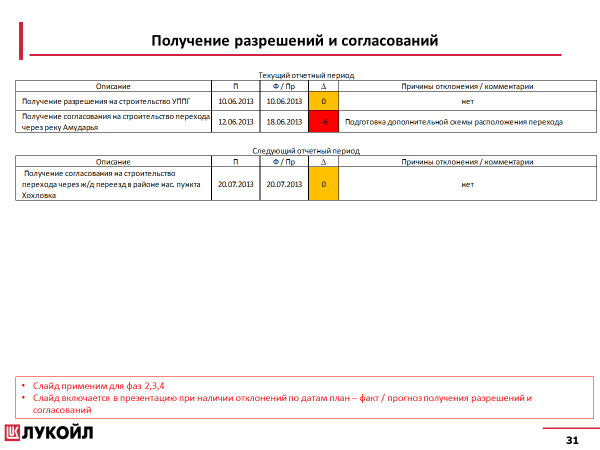 Получение разрешений и согласований
Текущий отчетный период
Описание П Ф / Пр Δ Причины отклонения / комментарии
Получение разрешения на строительство УППГ 10.06.2013 10.06.2013 0 нет
Получение согласования на строительство перехода
через реку Амударья 12.06.2013 18.06.2013 -6 Подготовка дополнительной схемы расположения перехода
Следующий отчетный период
Описание П Ф / Пр Δ Причины отклонения / комментарии
Получение согласования на строительство
перехода через ж/д переезд в районе нас. пункта 20.07.2013 20.07.2013 0 нет
Хохловка
• Слайд применим для фаз 2,3,4
• Слайд включается в презентацию при наличии отклонений по датам план – факт / прогноз получения разрешений и
согласований
ЛУКОЙЛ
31